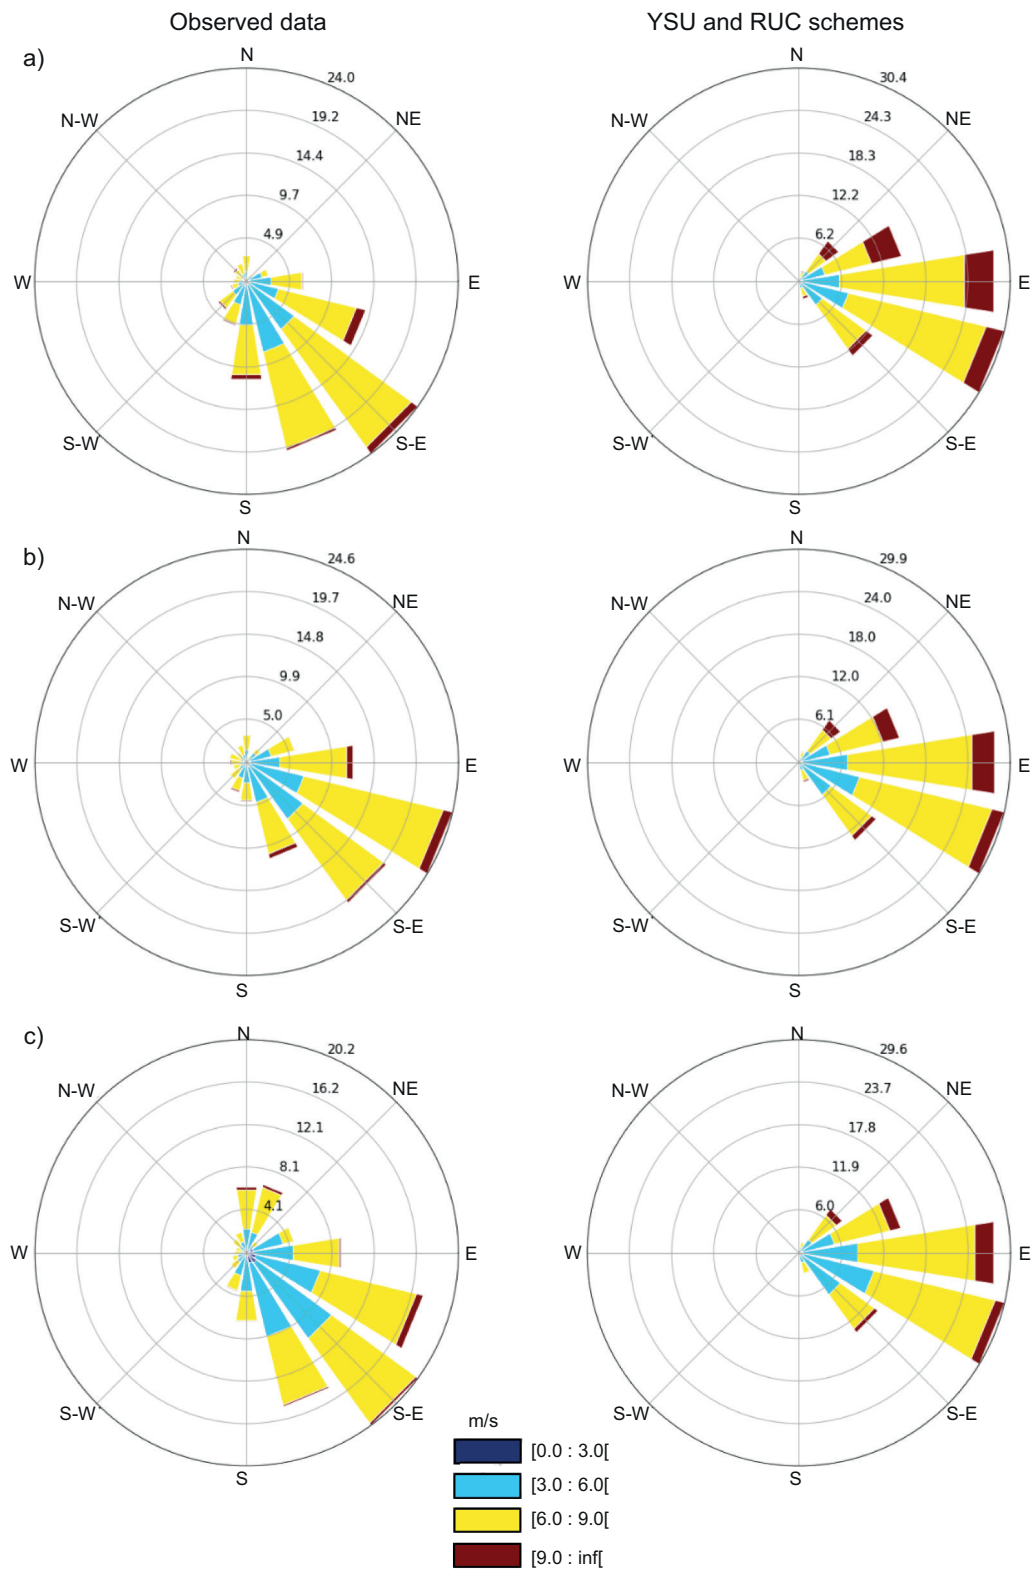 Observed data
YSU and RUC schemes
a)
N
24.0
19.2
14.4
9.7
4.9
NE
N-W
W
E
S-W
S-E
S
N
30.4
24.3
18.3
12.2
6.2
NE
N-W
W
E
S-W'
S-E
S
b)
N
24.6
19.7
14.8
9.9
5.0
NE
N-W
W
E
S-W'
S-E
S
N
29.9
24.0
18.0
12.0
6.1
NE
N-W
W
E
S-W'
S-E
S
c)
N
20.2
16.2
12.1
8.1
4.1
NE
N-W
W
E
S-W'
S-E
S
N
29.6
23.7
17.8
11.9
6.0
NE
N-W
W
E
S-W
S-E
S
m/s
[0.0 : 3.0[
[3.0 : 6.0[
[6.0 : 9.0[
[9.0 : inf[